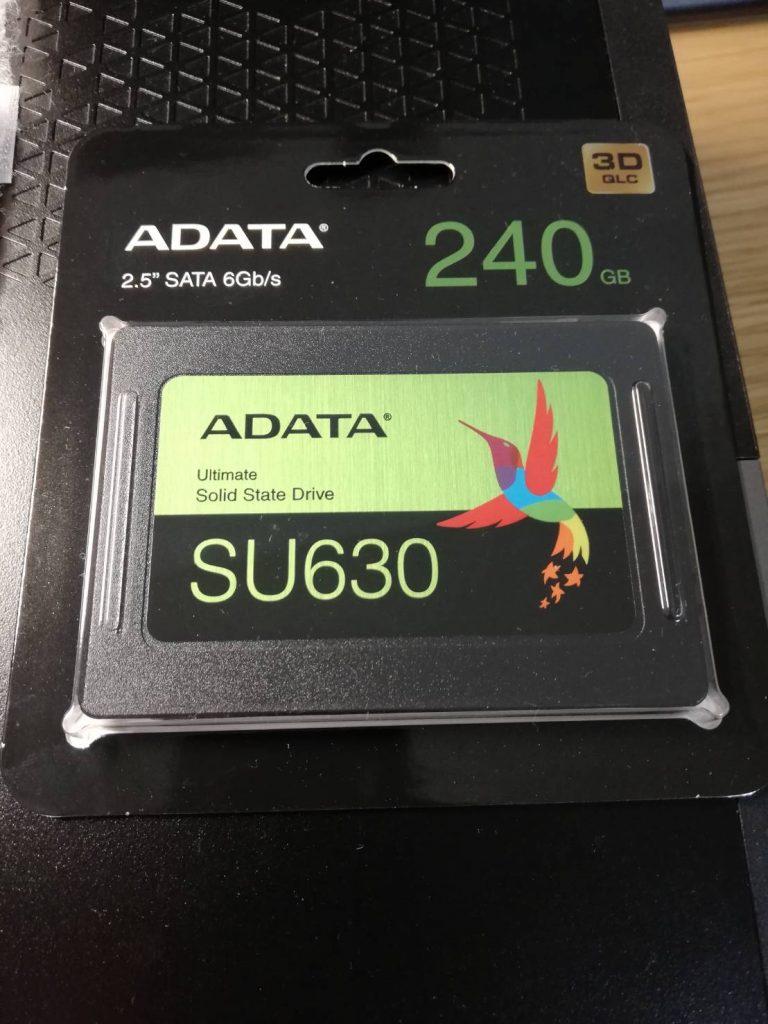 3D
QLC
ADATA®
240 GB
2.5" SATA 6Gb/s
ADATA®
Ultimate
Solid State Drive
SU630